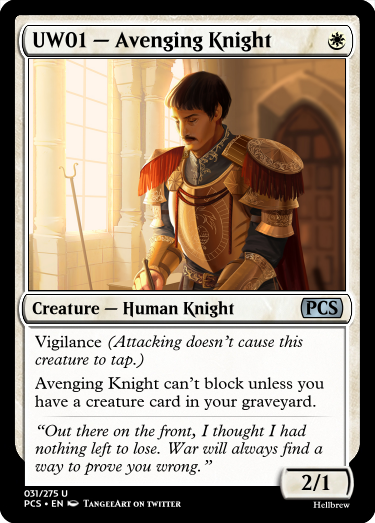 UW01 — Avenging Knight
Creature — Human Knight PCS
Vigilance (Attacking doesn't cause this
creature to tap.)
Avenging Knight can't block unless you
have a creature card in your graveyard.
“Out there on the front, I thought I had
nothing left to lose. War will always find a
way to prove you wrong.”
2/1
031/275 U
PCS • EN TANGEEART ON TWITTER
Hellbrew